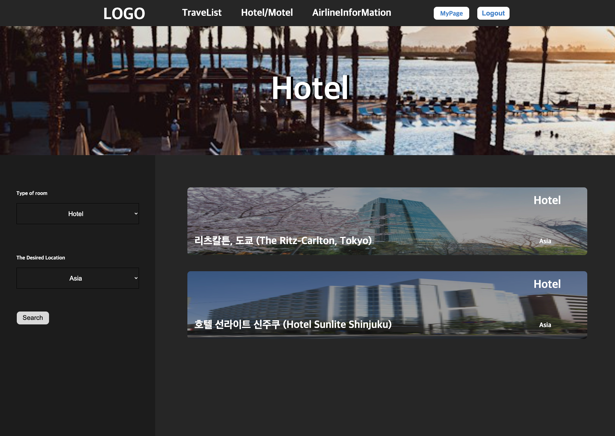 LOGO
TraveList
Hotel/Motel
AirlineInforMation
MyPage
Logout
Hotel
Type of room
Hotel
The Desired Location
Asia
Search
Hotel
리츠칼튼, 도쿄 (The Ritz-Carlton, Tokyo)
Asia
Hotel
호텔 선라이트 신주쿠 (Hotel Sunlite Shinjuku)
Asia